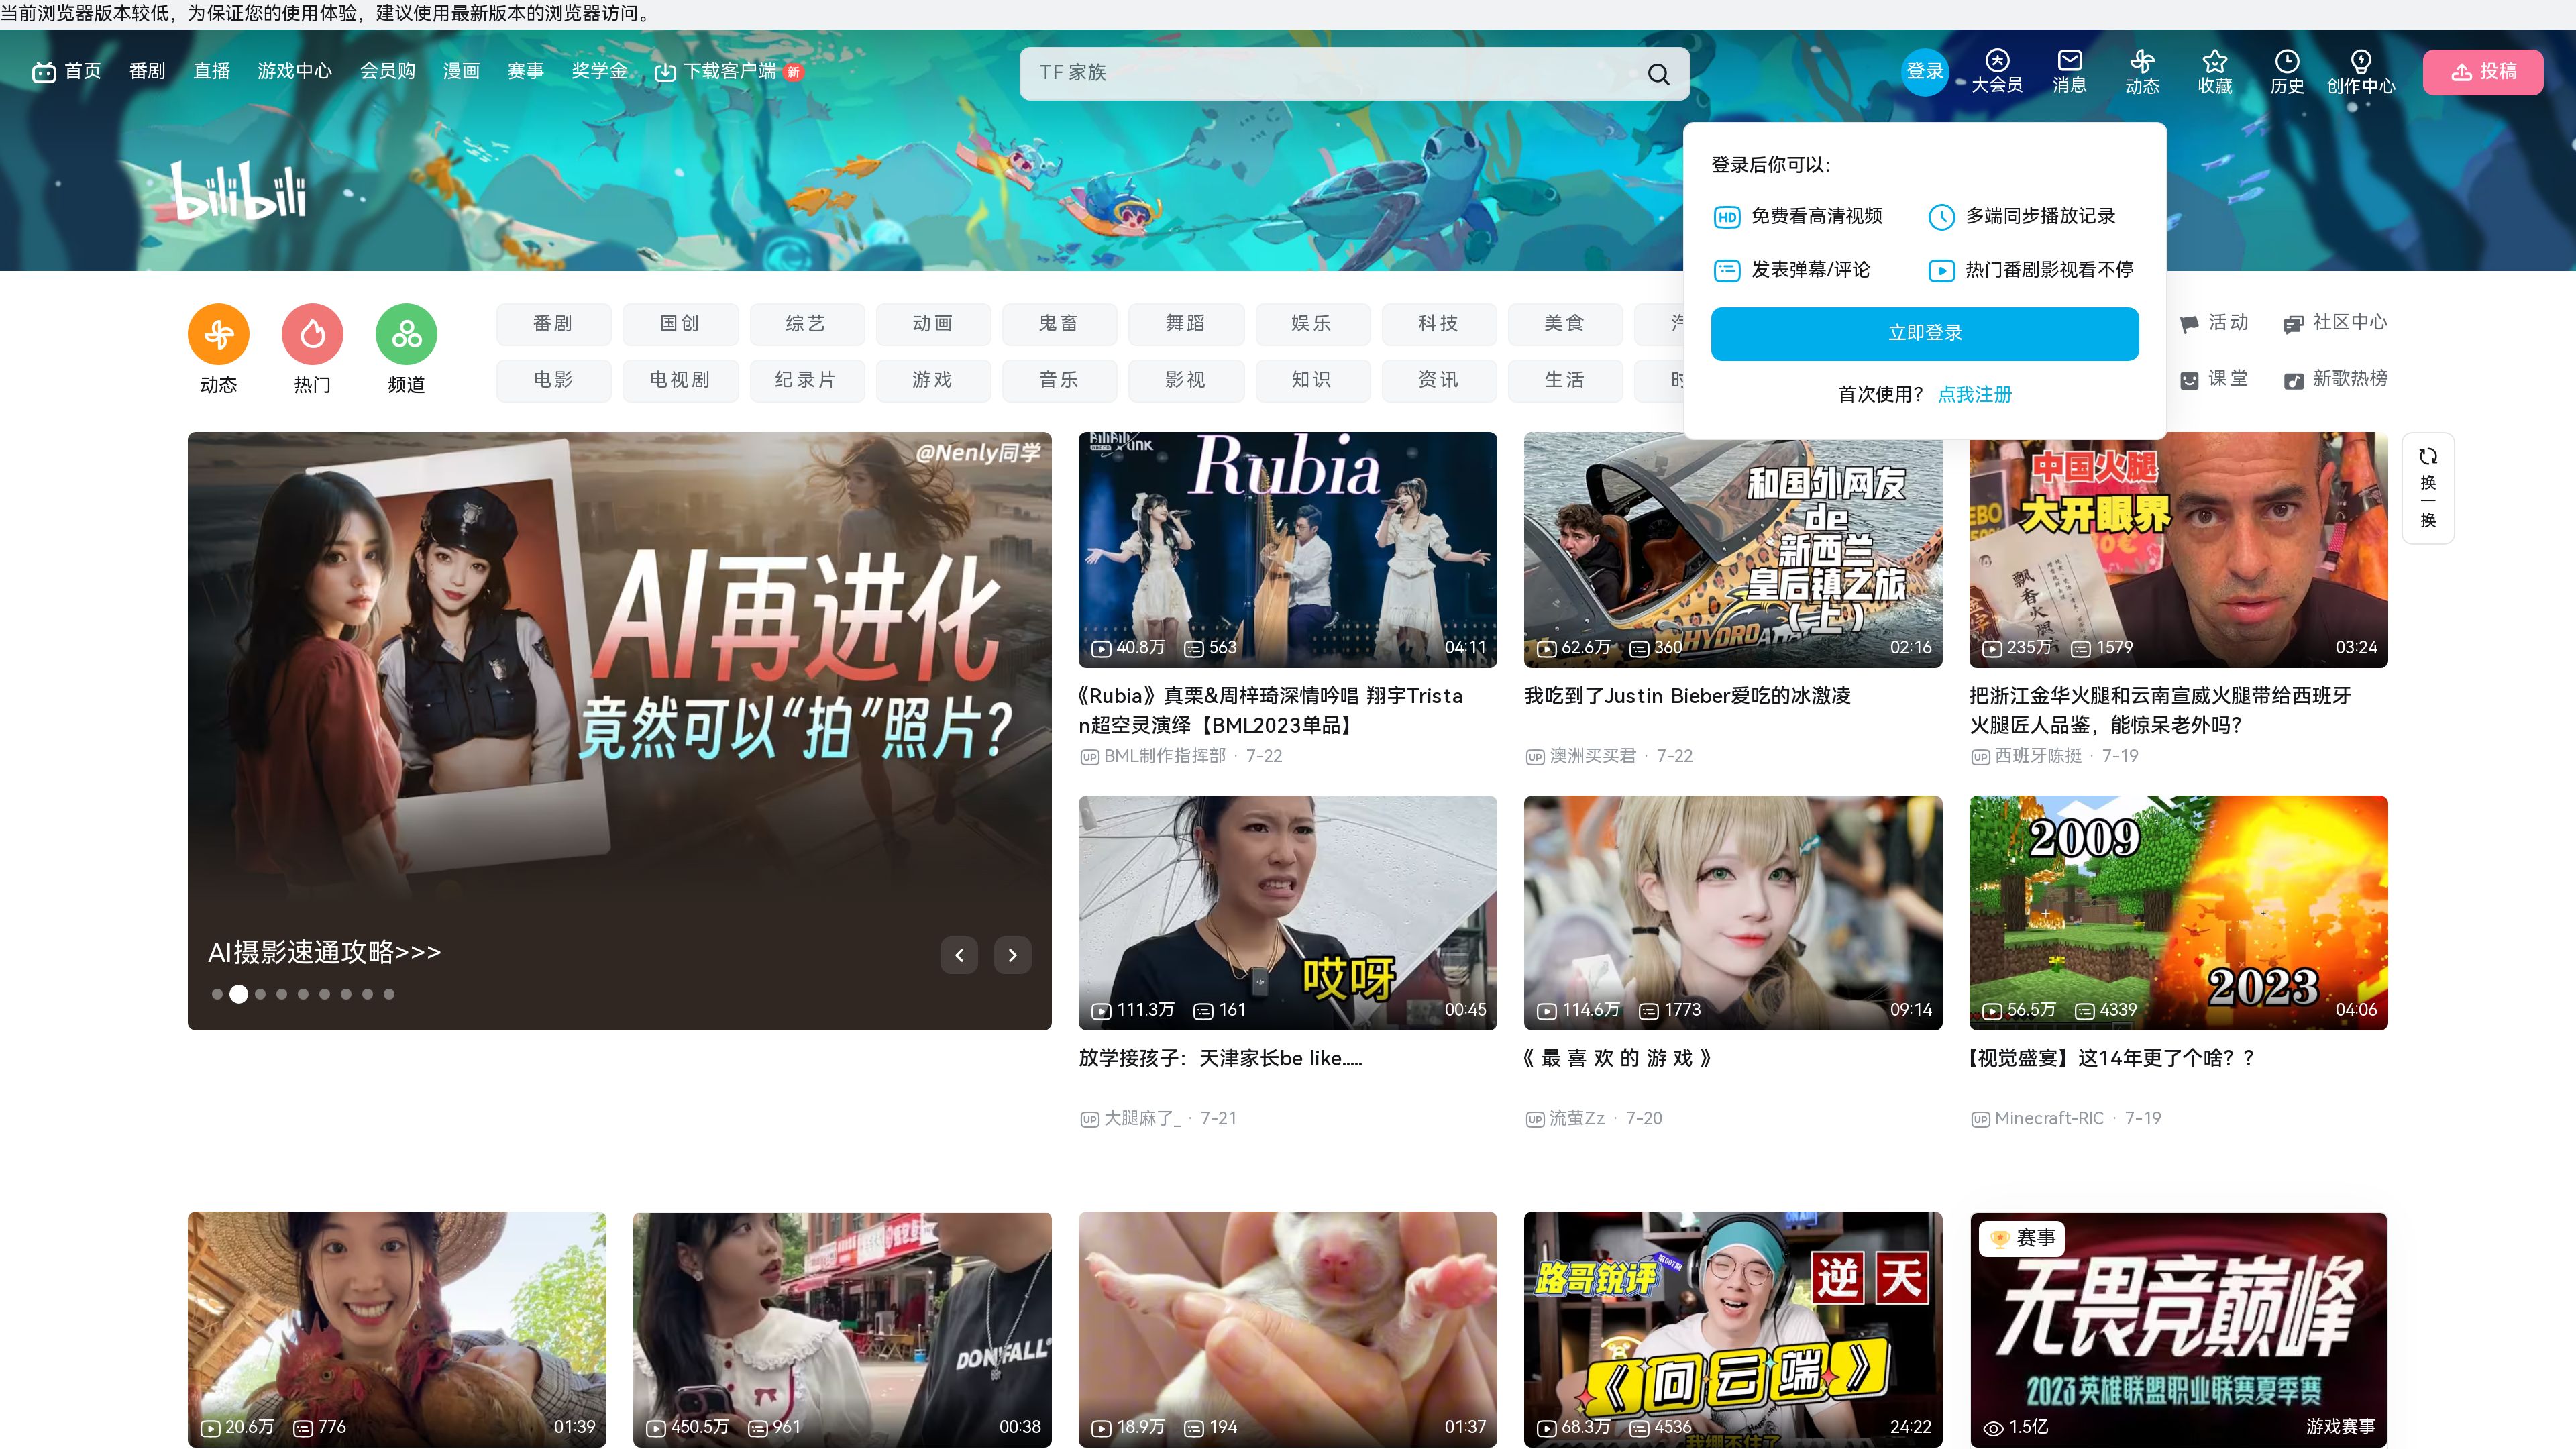 当前浏览器版本较低，为保证您的使用体验，建议使用最新版本的浏览器访问。
首页 番剧 直播 游戏中心 会员购 漫画 赛事 奖学金 下载客户端 新
TF 家族
登录 大会员 消息 动态 收藏 历史 创作中心 投稿
bilibili
登录后你可以：
HD 免费看高清视频 多端同步播放记录
发表弹幕/评论 热门番剧影视看不停
立即登录
首次使用？ 点我注册
动态 热门 频道
番剧 国创 综艺 动画 鬼畜 舞蹈 娱乐 科技 美食
电影 电视剧 纪录片 游戏 音乐 影视 知识 资讯 生活
活动 社区中心
课堂 新歌热榜
换一换
@Nenly同学
AI再进化
竟然可以“拍”照片？
AI摄影速通攻略>>>
BiliBili Link
Rubia
40.8万 563 04:11
《Rubia》真栗&周梓琦深情吟唱 翔宇Trista
n超空灵演绎【BML2023单品】
UP BML制作指挥部 · 7-22
和国外网友
de
新西兰
皇后镇之旅
（上）
62.6万 360 02:16
我吃到了Justin Bieber爱吃的冰激凌
UP 澳洲买买君 · 7-22
中国火腿
大开眼界
飘香火腿
235万 1579 03:24
把浙江金华火腿和云南宣威火腿带给西班牙
火腿匠人品鉴，能惊呆老外吗？
UP 西班牙陈挺 · 7-19
哎呀
111.3万 161 00:45
放学接孩子：天津家长be like.....
UP 大腿麻了_ · 7-21
114.6万 1773 09:14
《 最 喜 欢 的 游 戏 》
UP 流萤Zz · 7-20
2009
2023
56.5万 4339 04:06
【视觉盛宴】这14年更了个啥？？
UP Minecraft-RIC · 7-19
20.6万 776 01:39
DON'FALL'
450.5万 961 00:38
18.9万 194 01:37
ON AIR
路哥锐评
逆天
《向云端》
我绷不住了
68.3万 4536 24:22
赛事
无畏竞巅峰
2023英雄联盟职业联赛夏季赛
1.5亿 游戏赛事